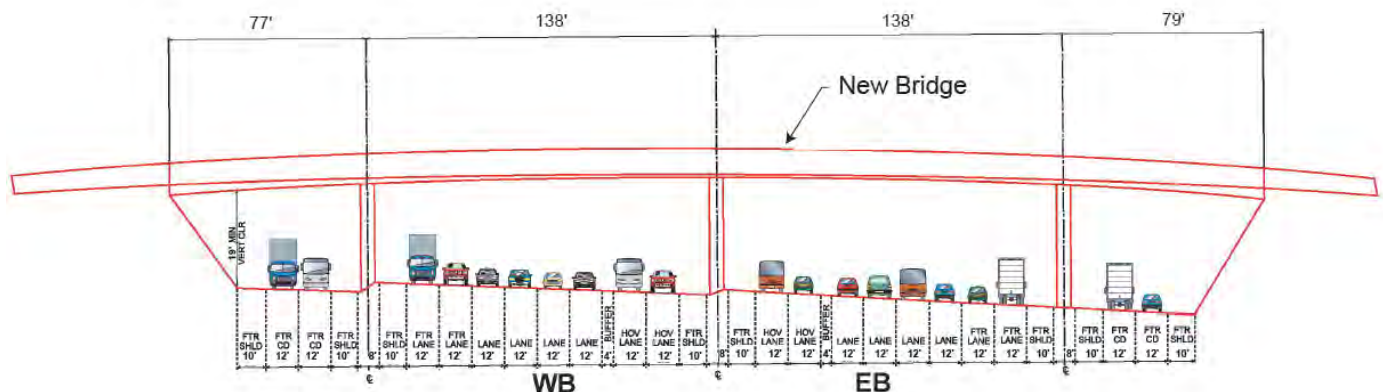 77'
138'
138'
79'
New Bridge
19' MIN
VERT CLR
FTR
SHLD
10'
FTR
CD
12'
FTR
CD
12'
FTR
SHLD
10'
8'
FTR
SHLD
10'
FTR
LANE
12'
FTR
LANE
12'
LANE
12'
LANE
12'
LANE
12'
LANE
12'
BUFFER
4'
HOV
LANE
12'
HOV
LANE
12'
FTR
SHLD
10'
8'
FTR
SHLD
10'
HOV
LANE
12'
HOV
LANE
12'
BUFFER
4'
LANE
12'
LANE
12'
LANE
12'
LANE
12'
FTR
LANE
12'
FTR
LANE
12'
FTR
SHLD
10'
8'
FTR
SHLD
10'
FTR
CD
12'
FTR
CD
12'
FTR
SHLD
10'
℄
WB
℄
EB
℄